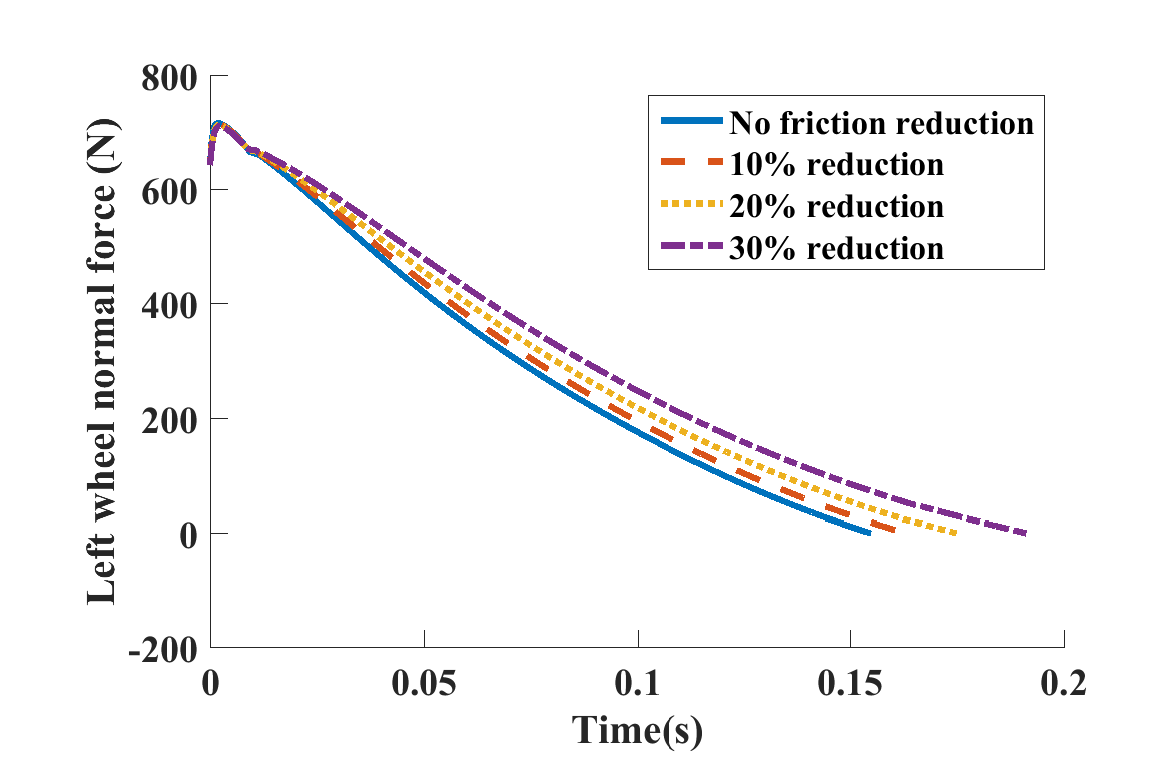 800
600
400
200
0
-200
Left wheel normal force (N)
No friction reduction
10% reduction
20% reduction
30% reduction
0 0.05 0.1 0.15 0.2
Time(s)